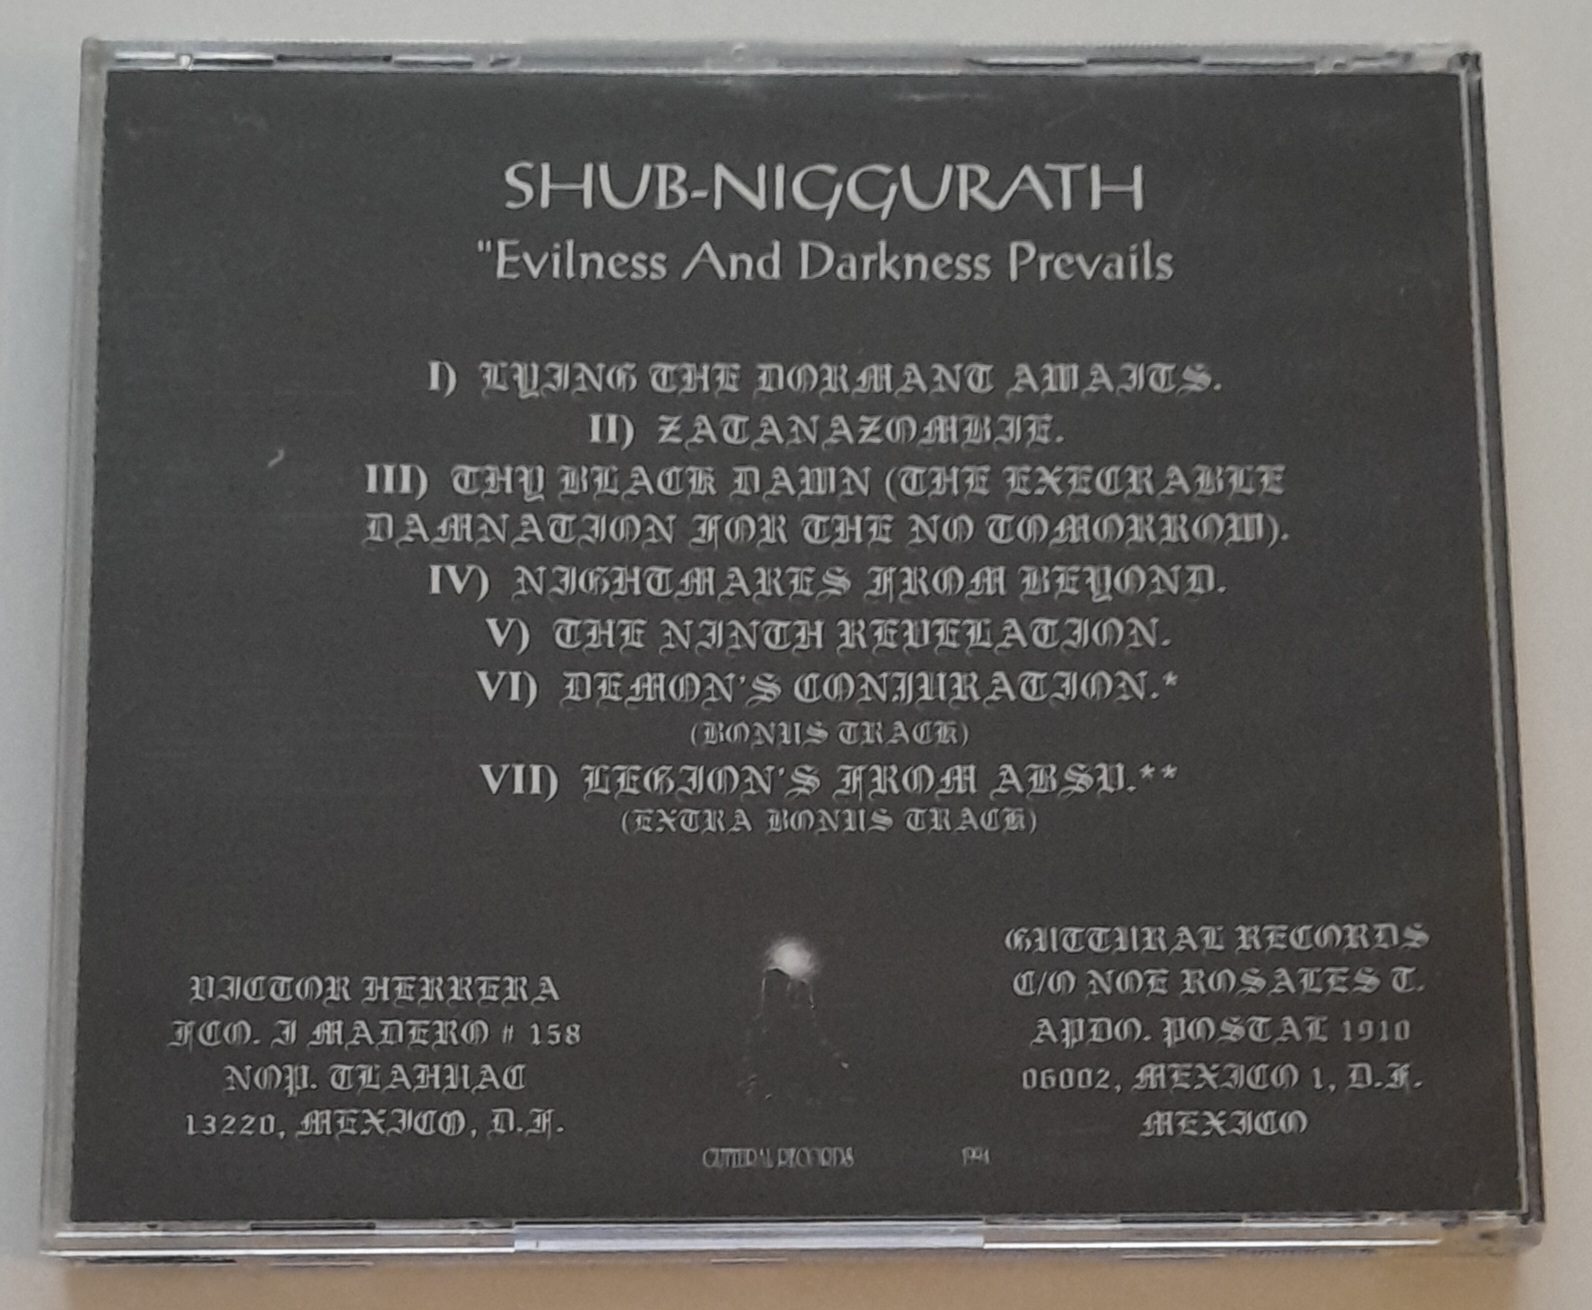 SHUB-NIGGURATH
"Evilness And Darkness Prevails
I) LYING THE DORMANT AWAITS.
II) ZATANAZOMBIE.
III) THY BLACK DAWN (THE EXECRABLE
DAMNATION FOR THE NO TOMORROW).
IV) NIGHTMARES FROM BEYOND.
V) THE NINTH REVELATION.
VI) DEMON'S CONJURATION.*
(BONUS TRACK)
VII) LEGION'S FROM ABSU.**
(EXTRA BONUS TRACK)
VICTOR HERRERA
FCO. I MADERO # 158
NOP. TLAHUAC
13220, MEXICO, D.F.
GUTTURAL RECORDS
C/O NOE ROSALES T.
APDO. POSTAL 1910
06002, MEXICO 1, D.F.
MEXICO
RECORDS 1994